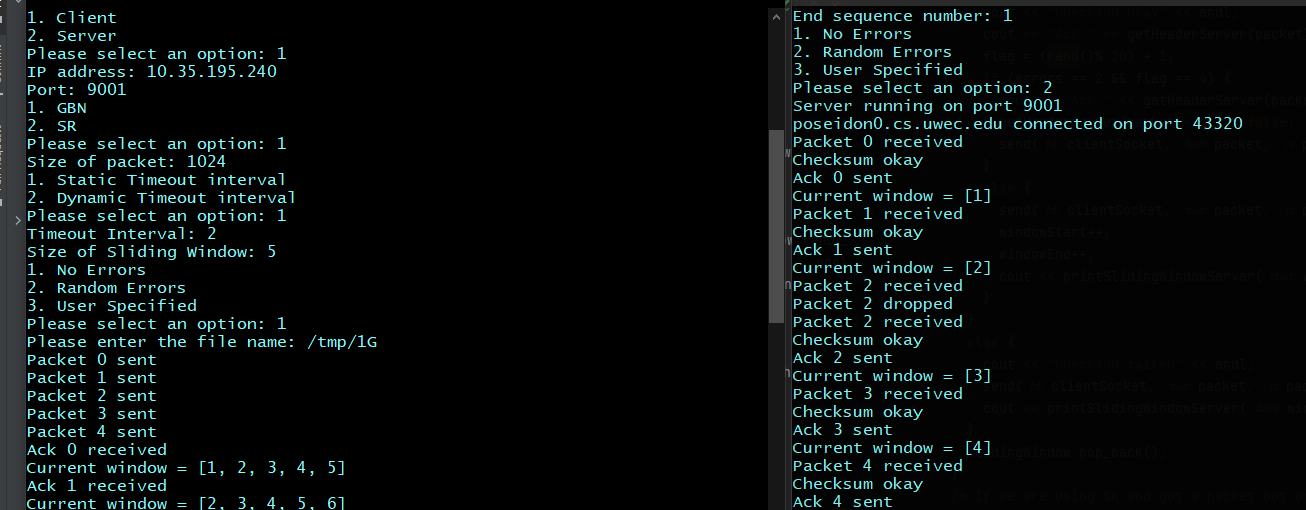 1. Client
2. Server
Please select an option: 1
IP address: 10.35.195.240
Port: 9001
1. GBN
2. SR
Please select an option: 1
Size of packet: 1024
1. Static Timeout interval
2. Dynamic Timeout interval
Please select an option: 1
Timeout Interval: 2
Size of Sliding Window: 5
1. No Errors
2. Random Errors
3. User Specified
Please select an option: 1
Please enter the file name: /tmp/1G
Packet 0 sent
Packet 1 sent
Packet 2 sent
Packet 3 sent
Packet 4 sent
Ack 0 received
Current window = [1, 2, 3, 4, 5]
Ack 1 received
Current window = [2, 3, 4, 5, 6]
End sequence number: 1
1. No Errors
2. Random Errors
3. User Specified
Please select an option: 2
Server running on port 9001
poseidon0.cs.uwec.edu connected on port 43320
Packet 0 received
Checksum okay
Ack 0 sent
Current window = [1]
Packet 1 received
Checksum okay
Ack 1 sent
Current window = [2]
Packet 2 received
Packet 2 dropped
Packet 2 received
Checksum okay
Ack 2 sent
Current window = [3]
Packet 3 received
Checksum okay
Ack 3 sent
Current window = [4]
Packet 4 received
Checksum okay
Ack 4 sent